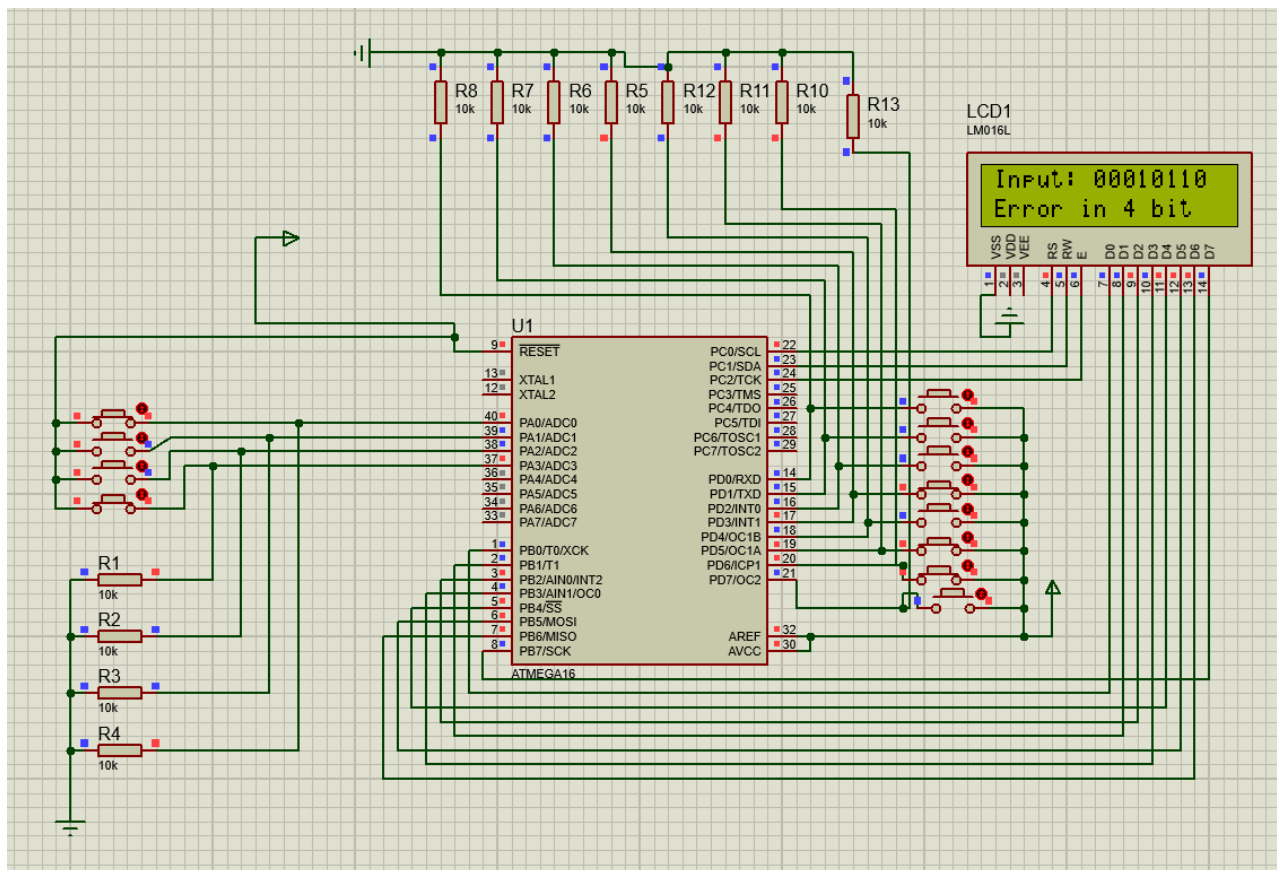 R8
10k
R7
10k
R6
10k
R5
10k
R12
10k
R11
10k
R10
10k
R13
10k
LCD1
LM016L
Input: 00010110
Error in 4 bit
VSS
VDD
VEE
RS
RW
E
D0
D1
D2
D3
D4
D5
D6
D7
1
2
3
4
5
6
7
8
9
10
11
12
13
14
U1
9
RESET
13
XTAL1
12
XTAL2
40
PA0/ADC0
39
PA1/ADC1
38
PA2/ADC2
37
PA3/ADC3
36
PA4/ADC4
35
PA5/ADC5
34
PA6/ADC6
33
PA7/ADC7
1
PB0/T0/XCK
2
PB1/T1
3
PB2/AIN0/INT2
4
PB3/AIN1/OC0
5
PB4/SS
6
PB5/MOSI
7
PB6/MISO
8
PB7/SCK
PC0/SCL
22
PC1/SDA
23
PC2/TCK
24
PC3/TMS
25
PC4/TDO
26
PC5/TDI
27
PC6/TOSC1
28
PC7/TOSC2
29
PD0/RXD
14
PD1/TXD
15
PD2/INT0
16
PD3/INT1
17
PD4/OC1B
18
PD5/OC1A
19
PD6/ICP1
20
PD7/OC2
21
AREF
32
AVCC
30
ATMEGA16
R1
10k
R2
10k
R3
10k
R4
10k